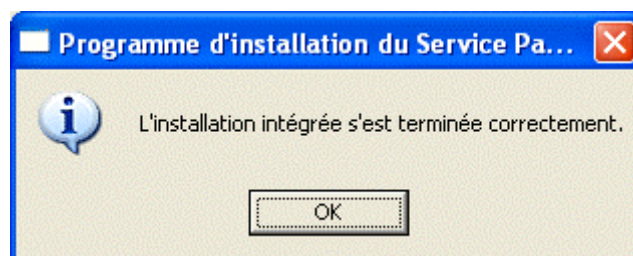 Programme d'installation du Service Pa...
L'installation intégrée s'est terminée correctement.
OK